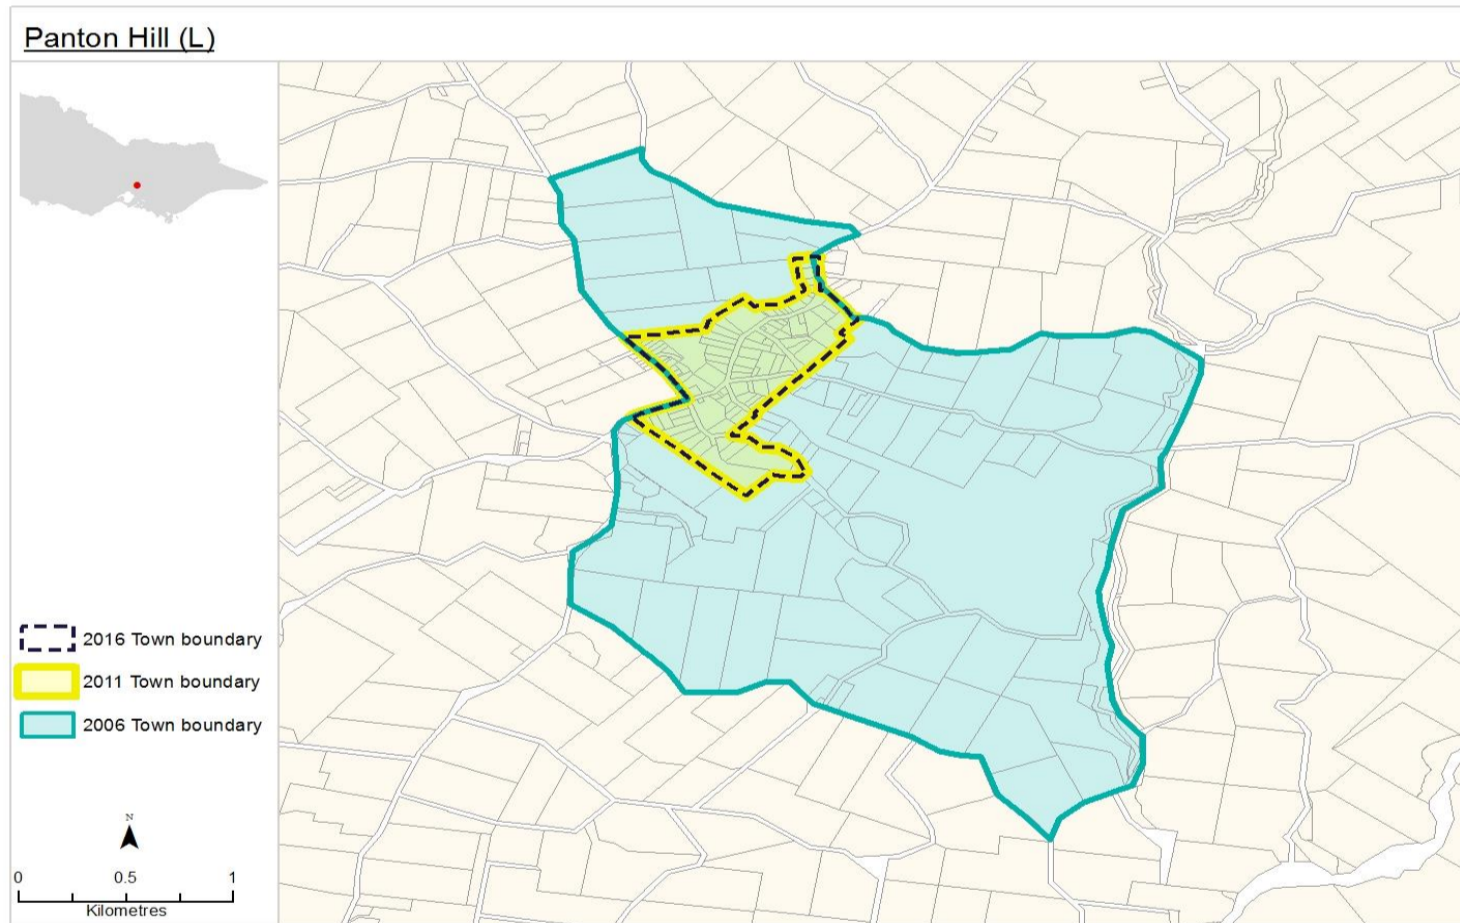 Panton Hill (L)
2016 Town boundary
2011 Town boundary
2006 Town boundary
N
0 0.5 1
Kilometres